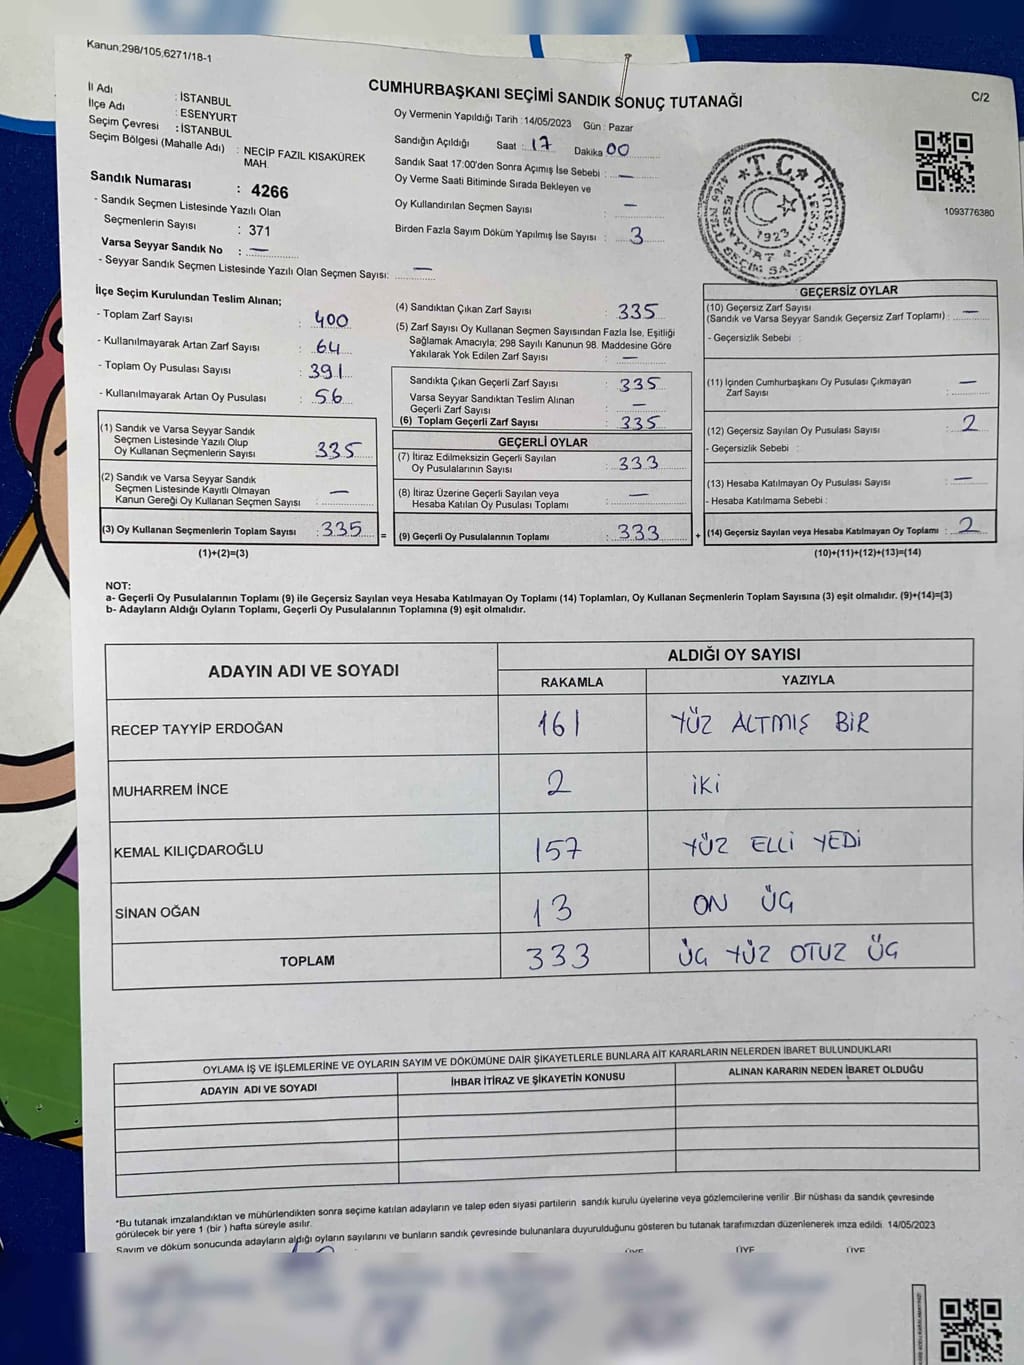 Kanun,298/105,6271/18-1
CUMHURBAŞKANI SEÇİMİ SANDIK SONUÇ TUTANAĞI
C/2
İl Adı : İSTANBUL
İlçe Adı : ESENYURT
Seçim Çevresi : İSTANBUL
Seçim Bölgesi (Mahalle Adı) : NECİP FAZIL KISAKÜREK
MAH.
Sandık Numarası : 4266
- Sandık Seçmen Listesinde Yazılı Olan
Seçmenlerin Sayısı : 371
Varsa Seyyar Sandık No : —
- Seyyar Sandık Seçmen Listesinde Yazılı Olan Seçmen Sayısı: —
Oy Vermenin Yapıldığı Tarih : 14/05/2023 Gün : Pazar
Sandığın Açıldığı Saat : 17 Dakika 00
Sandık Saat 17:00'den Sonra Açımış İse Sebebi : —
Oy Verme Saati Bitiminde Sırada Bekleyen ve
Oy Kullandırılan Seçmen Sayısı : —
Birden Fazla Sayım Döküm Yapılmış İse Sayısı : 3
T.C.
1923
1093776380
İlçe Seçim Kurulundan Teslim Alınan;
- Toplam Zarf Sayısı : 400
- Kullanılmayarak Artan Zarf Sayısı : 64
- Toplam Oy Pusulası Sayısı : 391
- Kullanılmayarak Artan Oy Pusulası : 56
(1) Sandık ve Varsa Seyyar Sandık
Seçmen Listesinde Yazılı Olup
Oy Kullanan Seçmenlerin Sayısı : 335
(2) Sandık ve Varsa Seyyar Sandık
Seçmen Listesinde Kayıtlı Olmayan
Kanun Gereği Oy Kullanan Seçmen Sayısı : —
(3) Oy Kullanan Seçmenlerin Toplam Sayısı : 335 =
(1)+(2)=(3)
(4) Sandıktan Çıkan Zarf Sayısı : 335
(5) Zarf Sayısı Oy Kullanan Seçmen Sayısından Fazla İse, Eşitliği
Sağlamak Amacıyla; 298 Sayılı Kanunun 98. Maddesine Göre
Yakılarak Yok Edilen Zarf Sayısı : —
Sandıkta Çıkan Geçerli Zarf Sayısı : 335
Varsa Seyyar Sandıktan Teslim Alınan
Geçerli Zarf Sayısı : —
(6) Toplam Geçerli Zarf Sayısı : 335
GEÇERLİ OYLAR
(7) İtiraz Edilmeksizin Geçerli Sayılan
Oy Pusulalarının Sayısı : 333
(8) İtiraz Üzerine Geçerli Sayılan veya
Hesaba Katılan Oy Pusulası Toplamı : —
(9) Geçerli Oy Pusulalarının Toplamı : 333 +
GEÇERSİZ OYLAR
(10) Geçersiz Zarf Sayısı
(Sandık ve Varsa Seyyar Sandık Geçersiz Zarf Toplamı) : —
- Geçersizlik Sebebi :
(11) İçinden Cumhurbaşkanı Oy Pusulası Çıkmayan
Zarf Sayısı : —
(12) Geçersiz Sayılan Oy Pusulası Sayısı : 2
- Geçersizlik Sebebi :
(13) Hesaba Katılmayan Oy Pusulası Sayısı : —
- Hesaba Katılmama Sebebi :
(14) Geçersiz Sayılan veya Hesaba Katılmayan Oy Toplamı : 2
(10)+(11)+(12)+(13)=(14)
NOT:
a- Geçerli Oy Pusulalarının Toplamı (9) ile Geçersiz Sayılan veya Hesaba Katılmayan Oy Toplamı (14) Toplamları, Oy Kullanan Seçmenlerin Toplam Sayısına (3) eşit olmalıdır. (9)+(14)=(3)
b- Adayların Aldığı Oyların Toplamı, Geçerli Oy Pusulalarının Toplamına (9) eşit olmalıdır.
ADAYIN ADI VE SOYADI ALDIĞI OY SAYISI
RAKAMLA YAZIYLA
RECEP TAYYİP ERDOĞAN 161 YÜZ ALTMIŞ BİR
MUHARREM İNCE 2 İKİ
KEMAL KILIÇDAROĞLU 157 YÜZ ELLİ YEDİ
SİNAN OĞAN 13 ON ÜÇ
TOPLAM 333 ÜÇ YÜZ OTUZ ÜÇ
OYLAMA İŞ VE İŞLEMLERİNE VE OYLARIN SAYIM VE DÖKÜMÜNE DAİR ŞİKAYETLERLE BUNLARA AİT KARARLARIN NELERDEN İBARET BULUNDUKLARI
ADAYIN ADI VE SOYADI İHBAR İTİRAZ VE ŞİKAYETİN KONUSU ALINAN KARARIN NEDEN İBARET OLDUĞU
*Bu tutanak imzalandıktan ve mühürlendikten sonra seçime katılan adayların ve talep eden siyasi partilerin sandık kurulu üyelerine veya gözlemcilerine verilir .Bir nüshası da sandık çevresinde
görülecek bir yere 1 (bir ) hafta süreyle asılır.
Sayım ve döküm sonucunda adayların aldığı oyların sayılarını ve bunların sandık çevresinde bulunanlara duyurulduğunu gösteren bu tutanak tarafımızdan düzenlenerek imza edildi. 14/05/2023
ÜYE ÜYE ÜYE